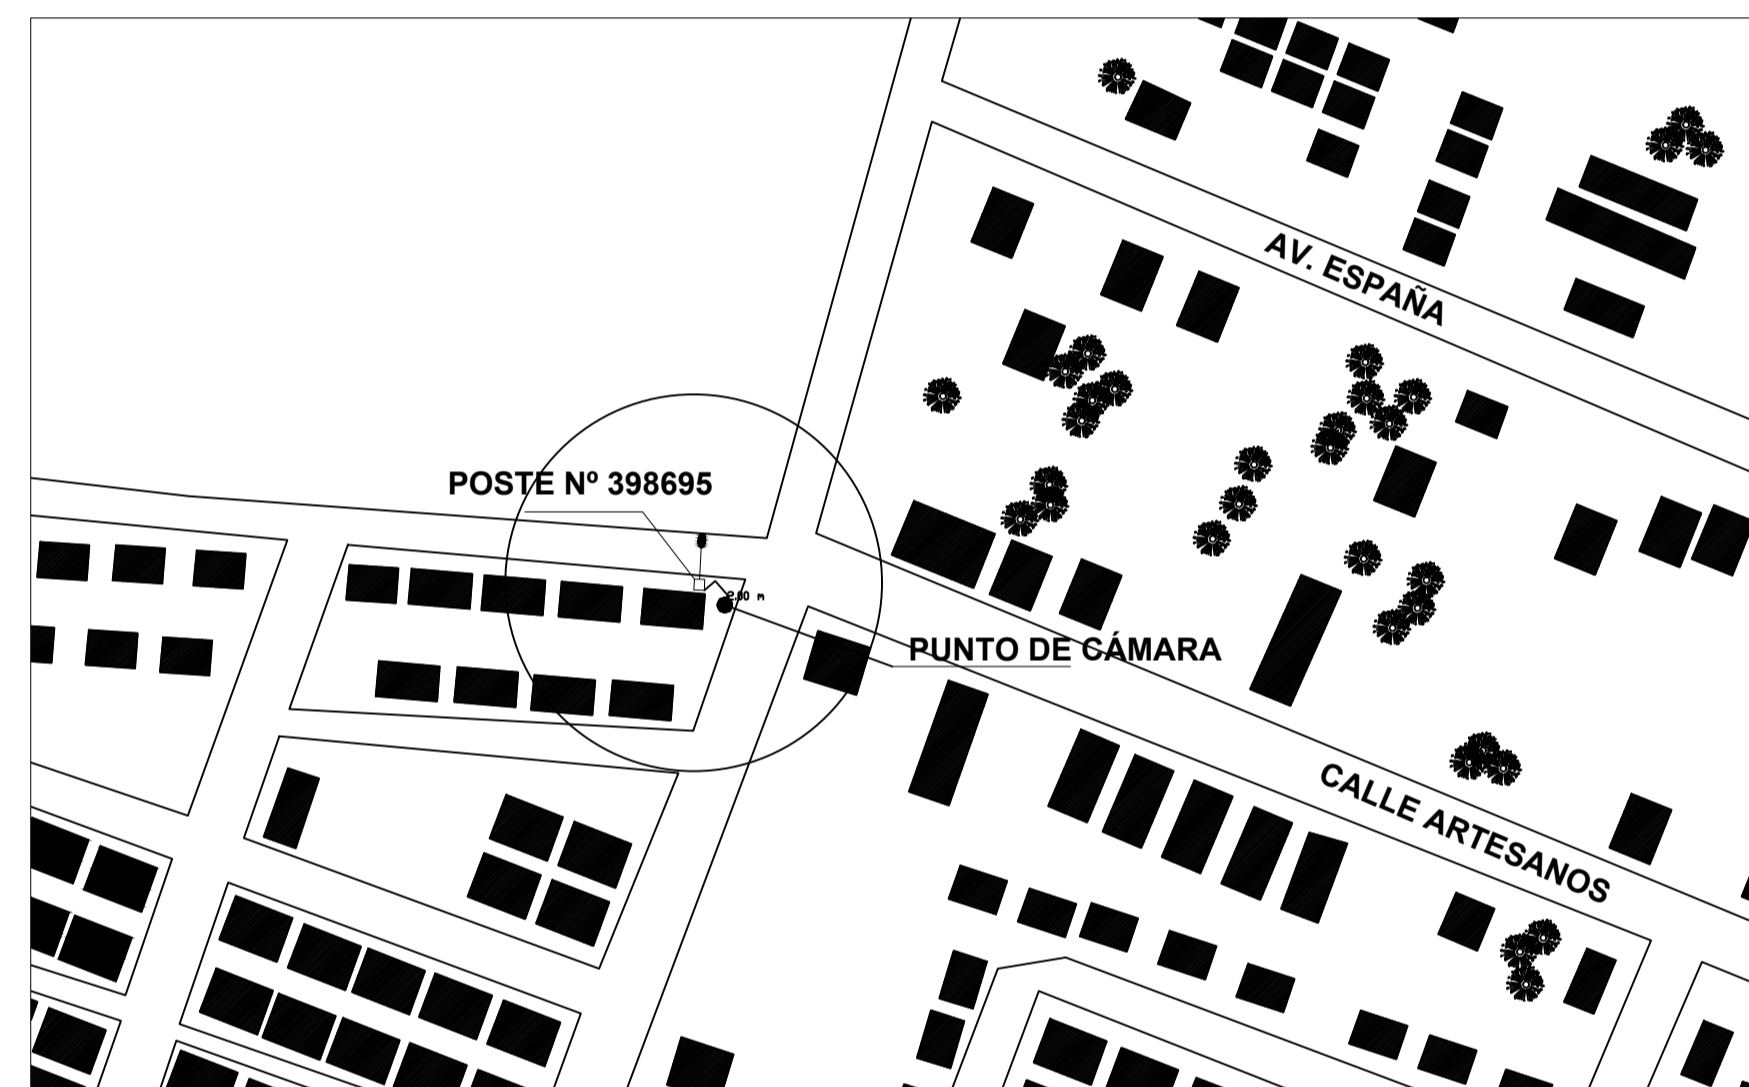 AV. ESPAÑA
POSTE Nº 398695
2.00 m
PUNTO DE CÁMARA
CALLE ARTESANOS